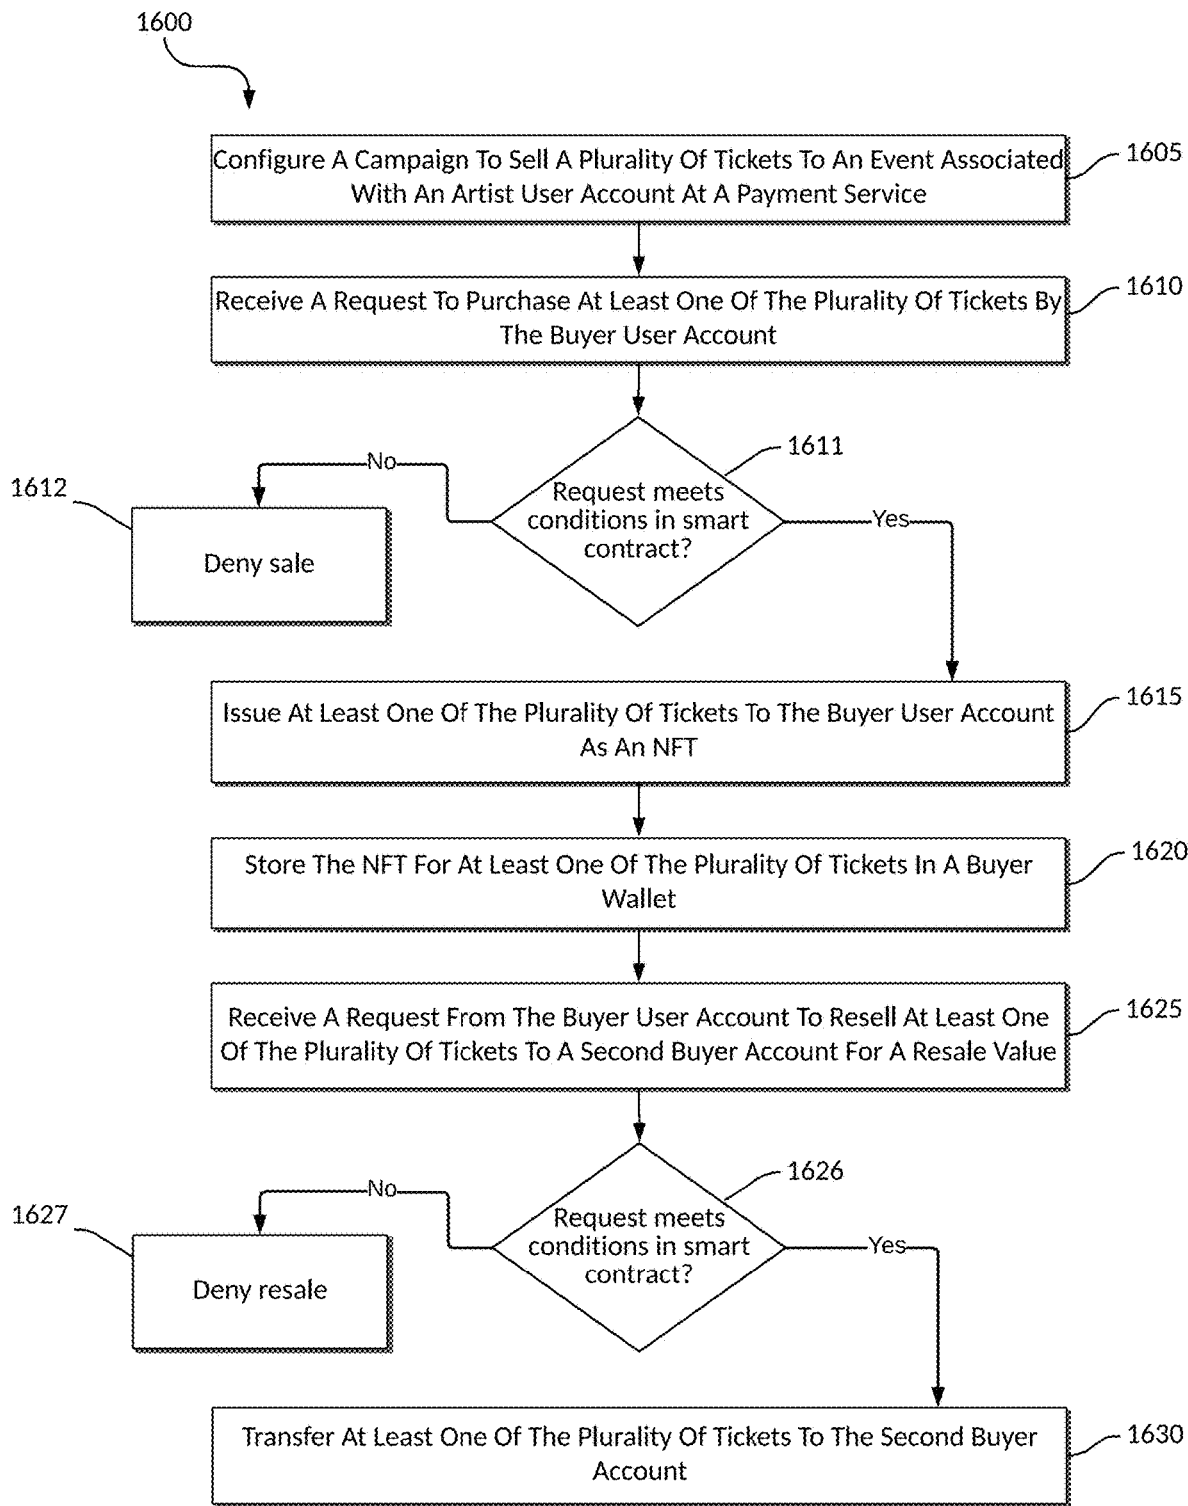 1600
Configure A Campaign To Sell A Plurality Of Tickets To An Event Associated
With An Artist User Account At A Payment Service
1605
Receive A Request To Purchase At Least One Of The Plurality Of Tickets By
The Buyer User Account
1610
1611
Request meets
conditions in smart
contract?
No
Yes
1612
Deny sale
Issue At Least One Of The Plurality Of Tickets To The Buyer User Account
As An NFT
1615
Store The NFT For At Least One Of The Plurality Of Tickets In A Buyer
Wallet
1620
Receive A Request From The Buyer User Account To Resell At Least One
Of The Plurality Of Tickets To A Second Buyer Account For A Resale Value
1625
1626
Request meets
conditions in smart
contract?
No
Yes
1627
Deny resale
Transfer At Least One Of The Plurality Of Tickets To The Second Buyer
Account
1630